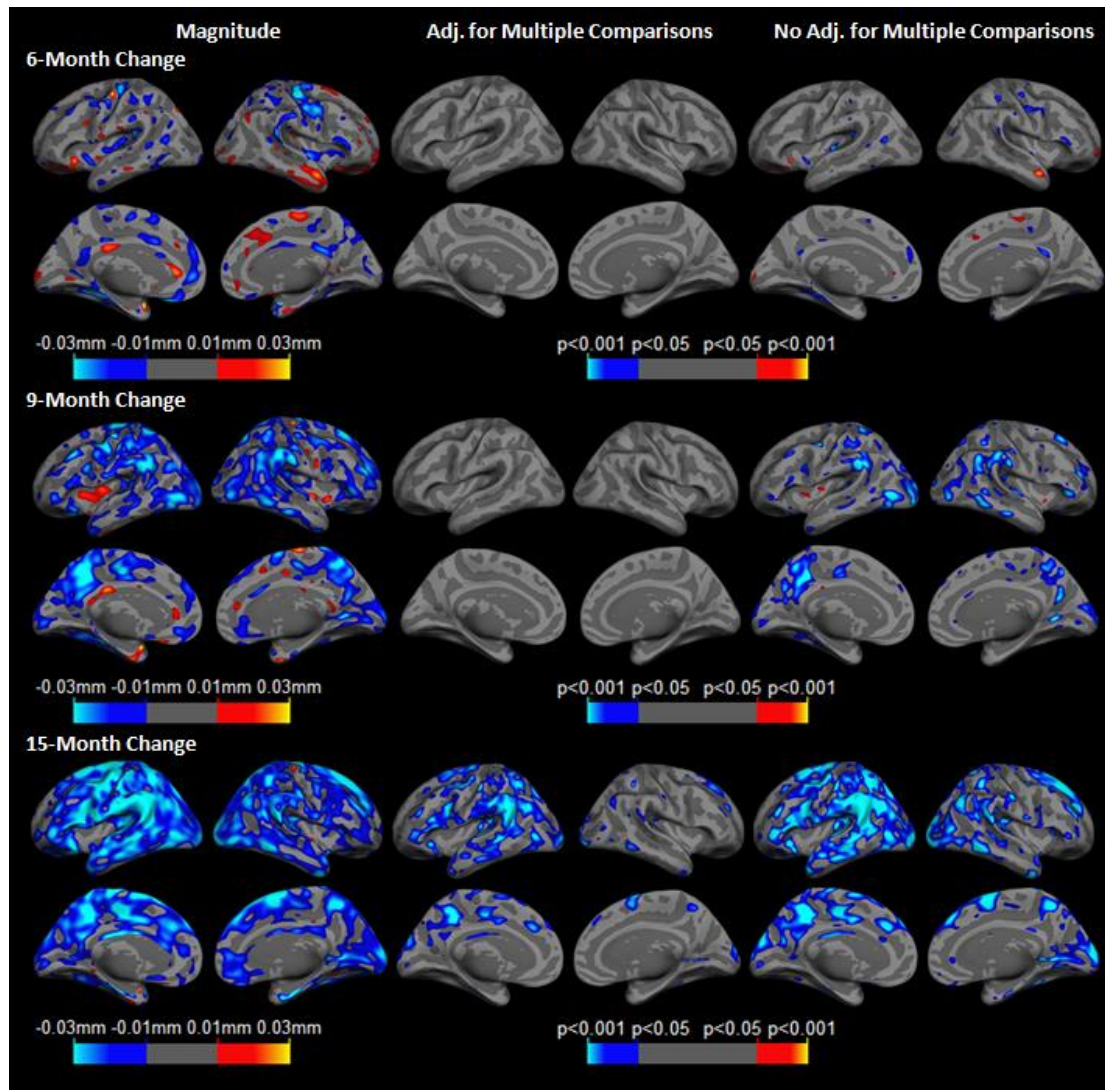 Magnitude Adj. for Multiple Comparisons No Adj. for Multiple Comparisons
6-Month Change
-0.03mm -0.01mm 0.01mm 0.03mm p<0.001 p<0.05 p<0.05 p<0.001
9-Month Change
-0.03mm -0.01mm 0.01mm 0.03mm p<0.001 p<0.05 p<0.05 p<0.001
15-Month Change
-0.03mm -0.01mm 0.01mm 0.03mm p<0.001 p<0.05 p<0.05 p<0.001